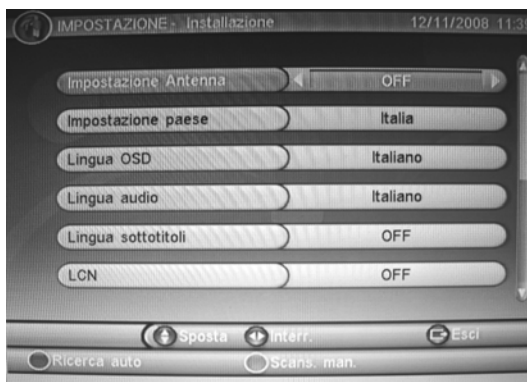 IMPOSTAZIONE - Installazione 12/11/2008 11:39
Impostazione Antenna OFF
Impostazione paese Italia
Lingua OSD Italiano
Lingua audio Italiano
Lingua sottotitoli OFF
LCN OFF
Sposta Interr. Esci
Ricerca auto Scans. man.